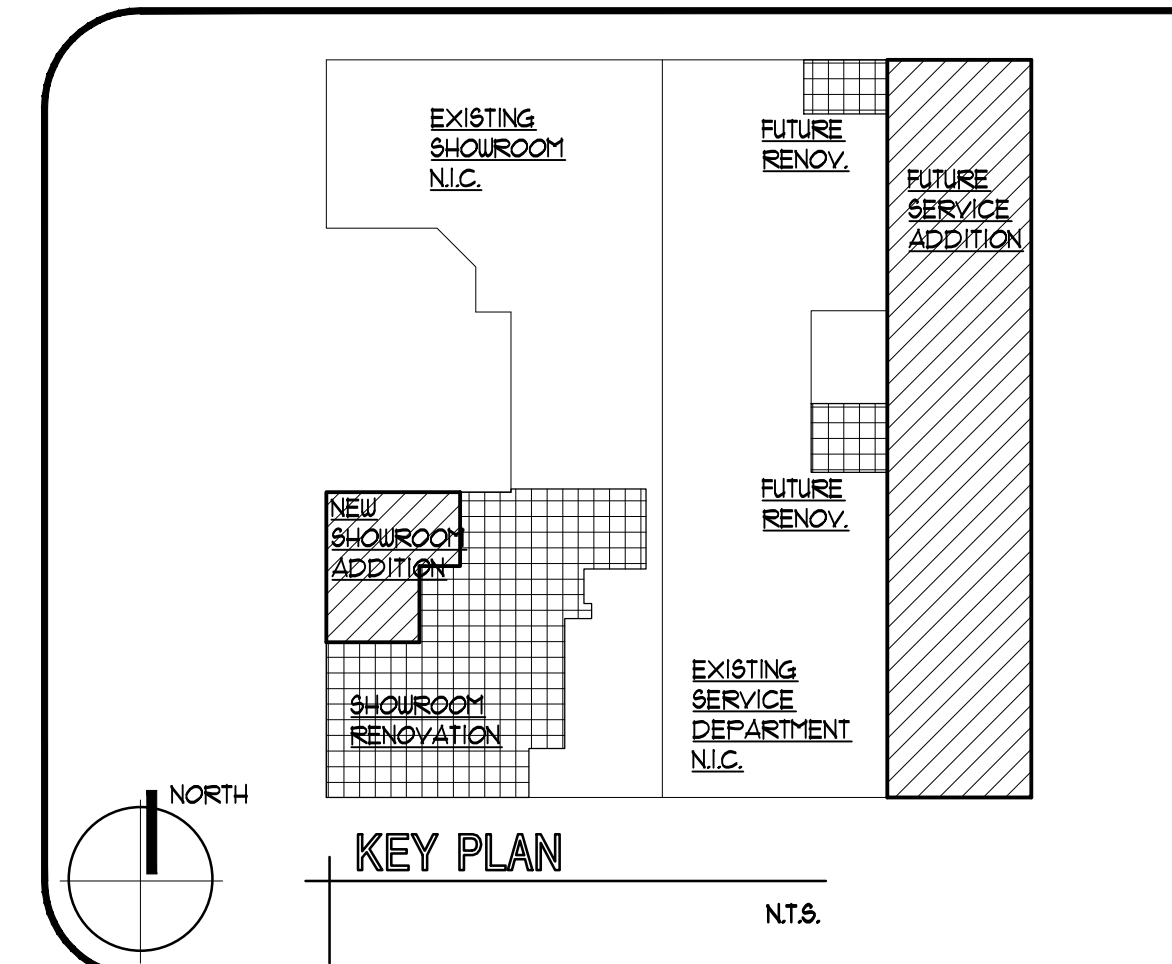 EXISTING
SHOWROOM
N.I.C.
FUTURE
RENOV.
FUTURE
SERVICE
ADDITION
NEW
SHOWROOM
ADDITION
FUTURE
RENOV.
SHOWROOM
RENOVATION
EXISTING
SERVICE
DEPARTMENT
N.I.C.
NORTH
KEY PLAN
N.T.S.